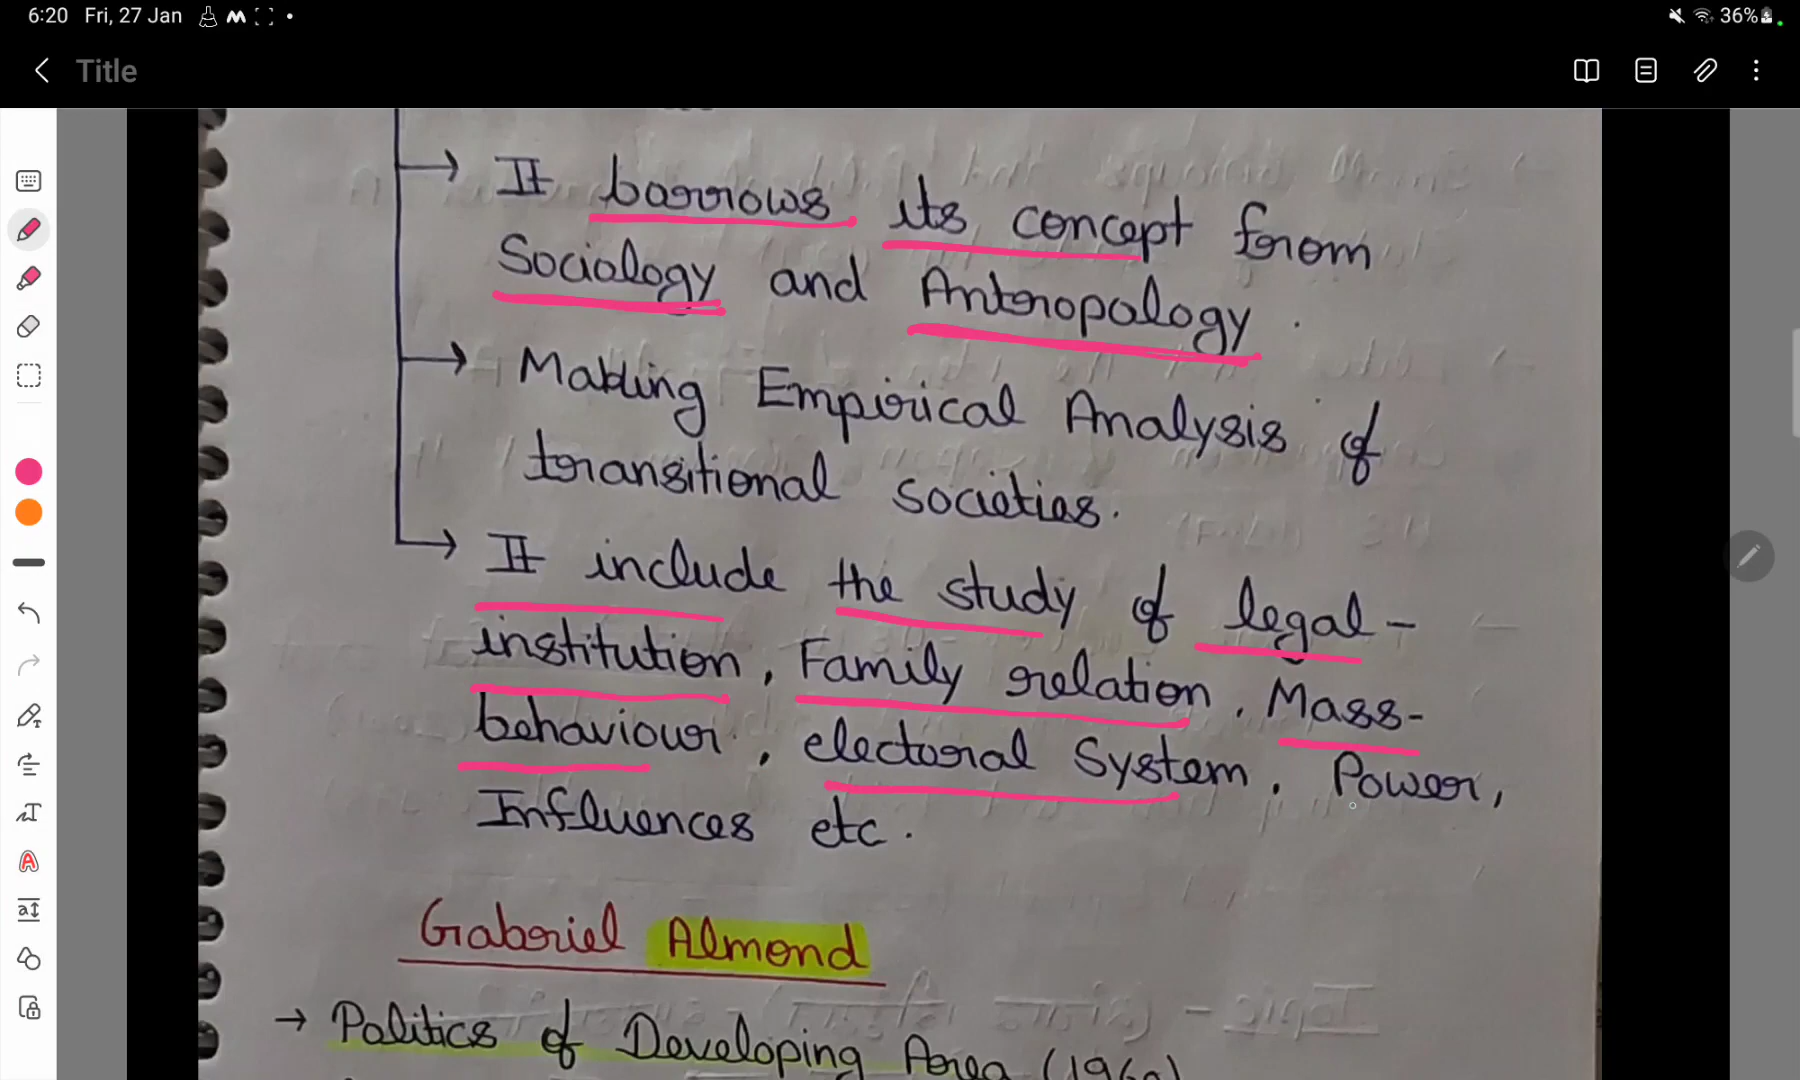 6:20 Fri, 27 Jan
36%
Title
It barrows its concept from
Sociology and Antropology.
Making Empirical Analysis of
transitional societies.
It include the study of legal-
institution, Family relation, Mass-
behaviour, electoral System, Power,
Influences etc.
Gabriel Almond
→ Politics of Developing Area (1960)